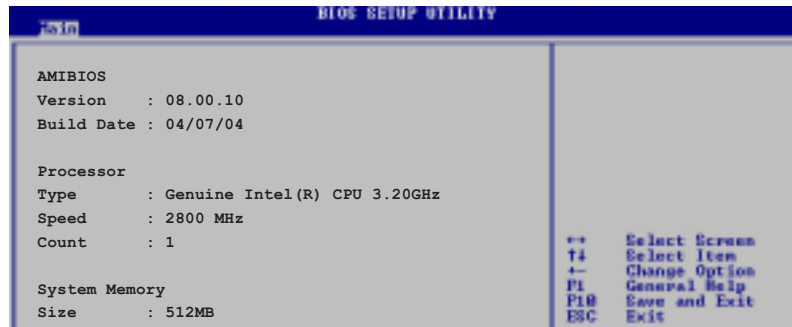 BIOS SETUP UTILITY
Main
AMIBIOS
Version : 08.00.10
Build Date : 04/07/04
Processor
Type : Genuine Intel(R) CPU 3.20GHz
Speed : 2800 MHz
Count : 1
System Memory
Size : 512MB
↔ Select Screen
↑↓ Select Item
+- Change Option
F1 General Help
F10 Save and Exit
ESC Exit